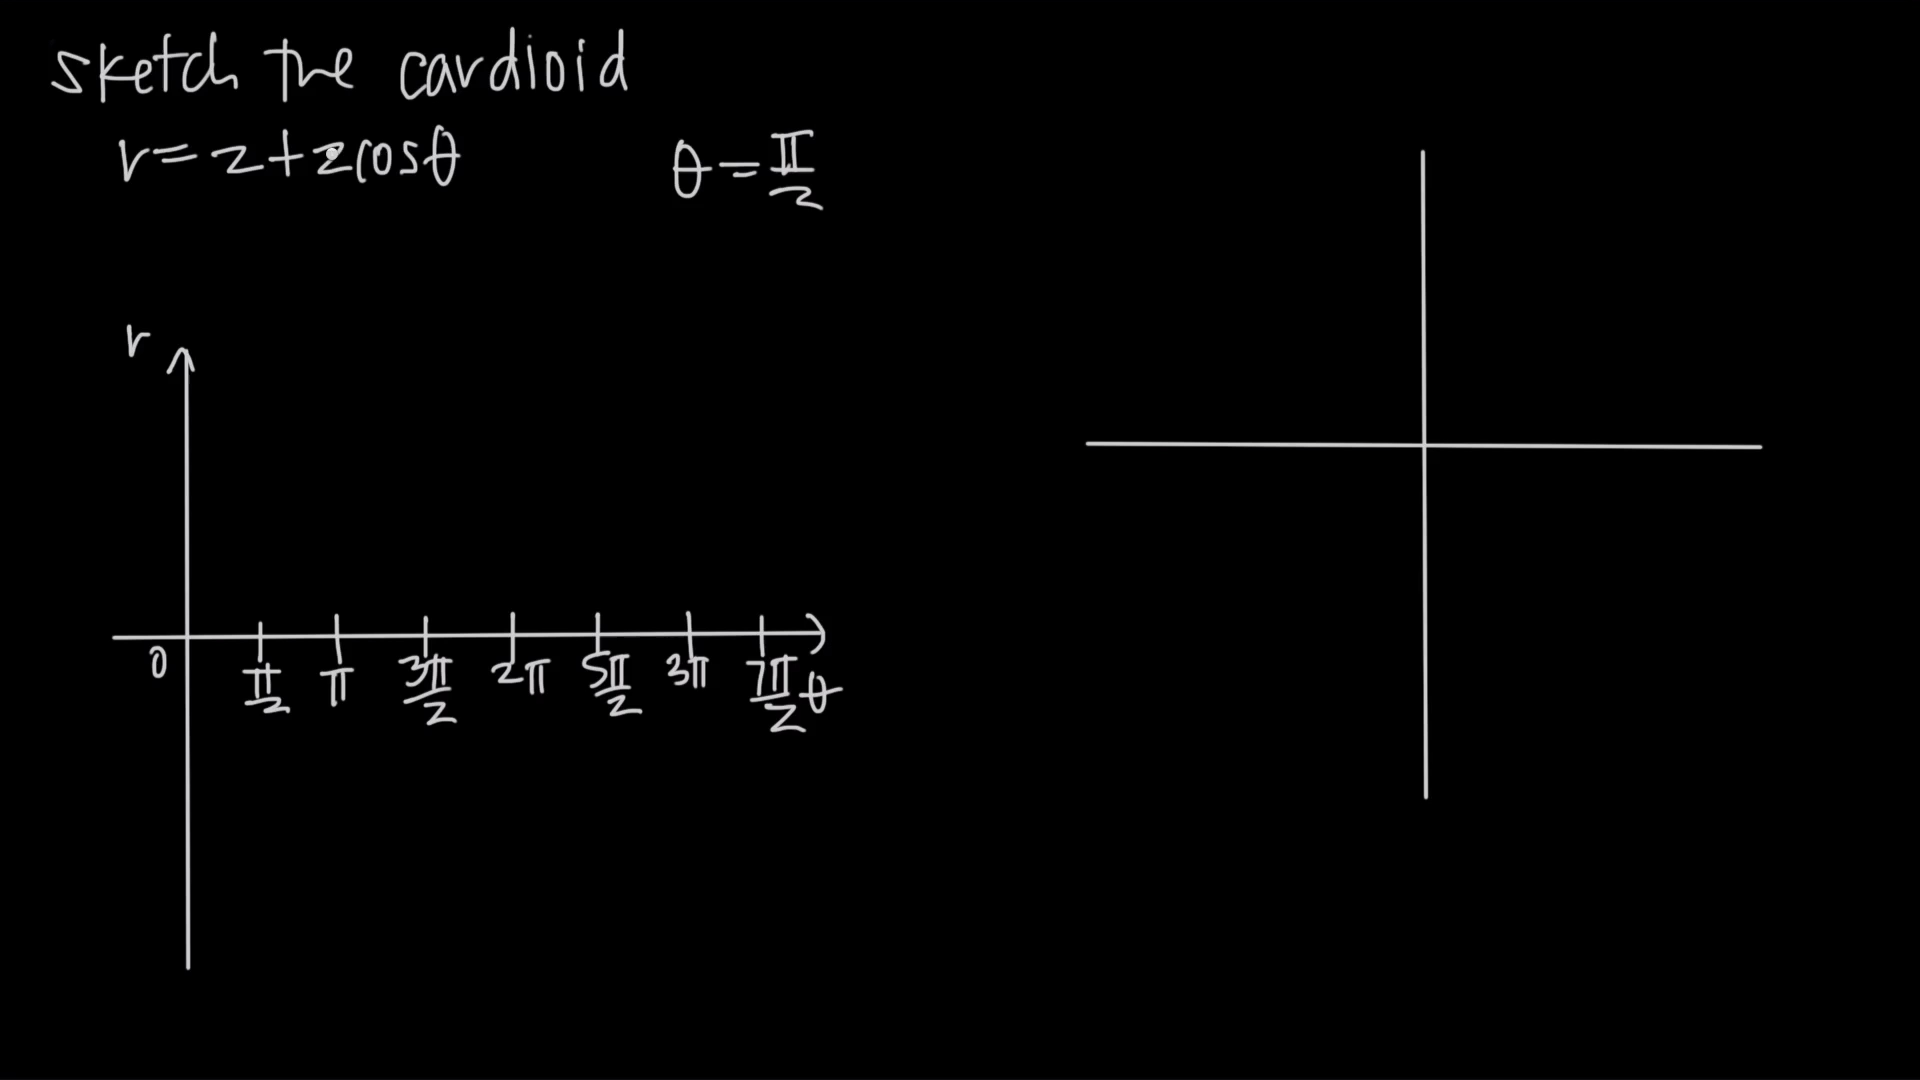 sketch the cardioid
r=2+2cosθ
θ=π/2
r
0 π/2 π 3π/2 2π 5π/2 3π 7π/2 θ